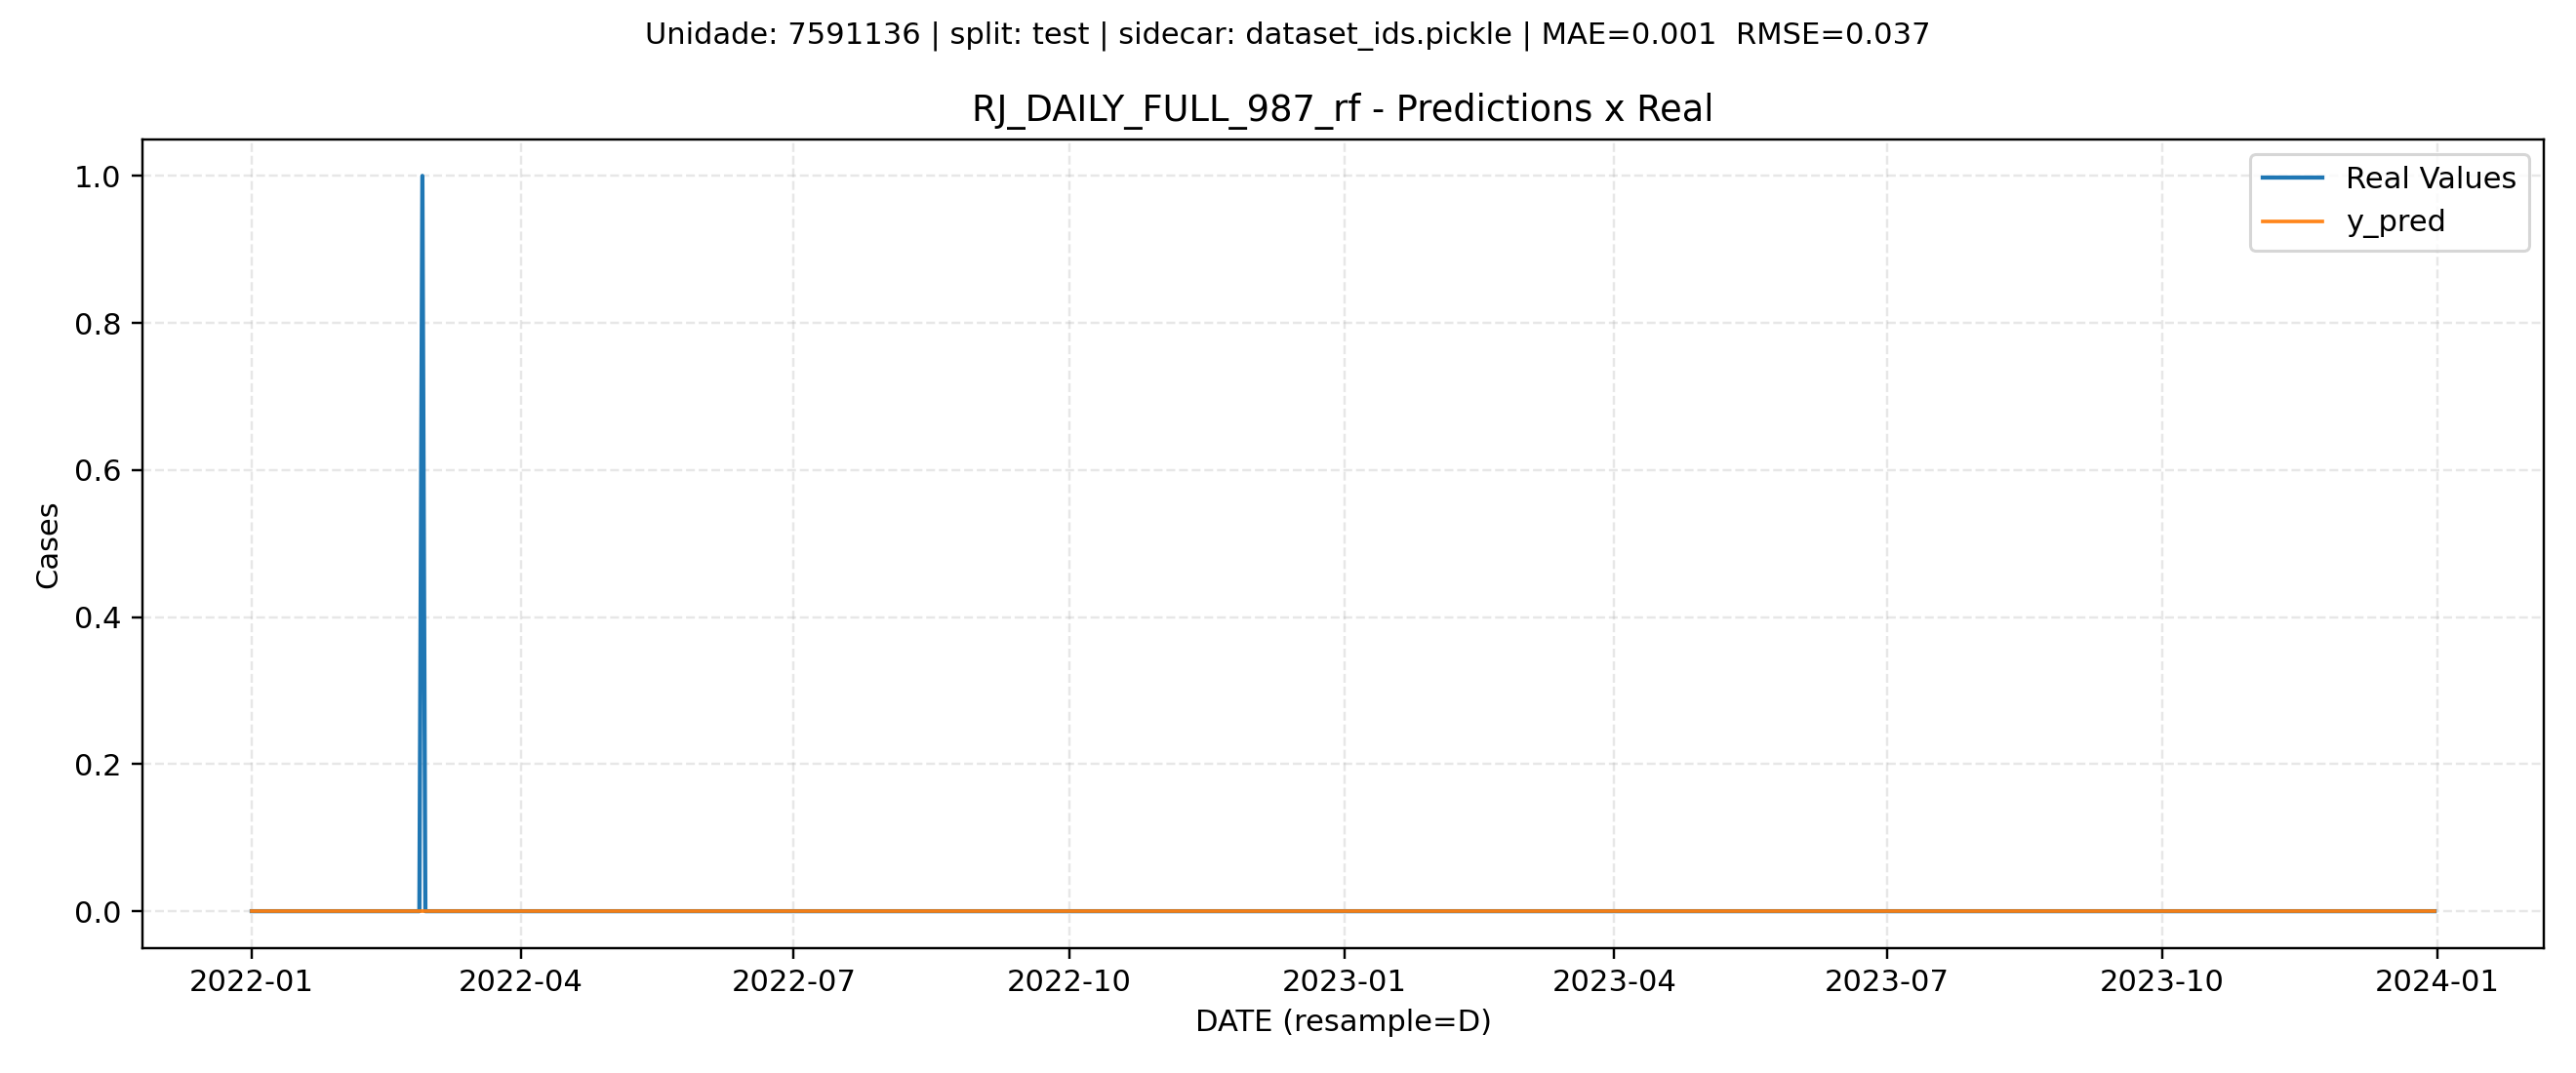 Unidade: 7591136 | split: test | sidecar: dataset_ids.pickle | MAE=0.001  RMSE=0.037
RJ_DAILY_FULL_987_rf - Predictions x Real
Real Values
y_pred
1.0
0.8
0.6
0.4
0.2
0.0
Cases
2022-01 2022-04 2022-07 2022-10 2023-01 2023-04 2023-07 2023-10 2024-01
DATE (resample=D)